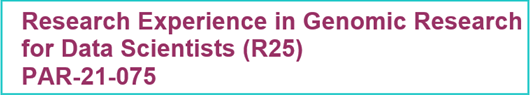 Research Experience in Genomic Research
for Data Scientists (R25)
PAR-21-075